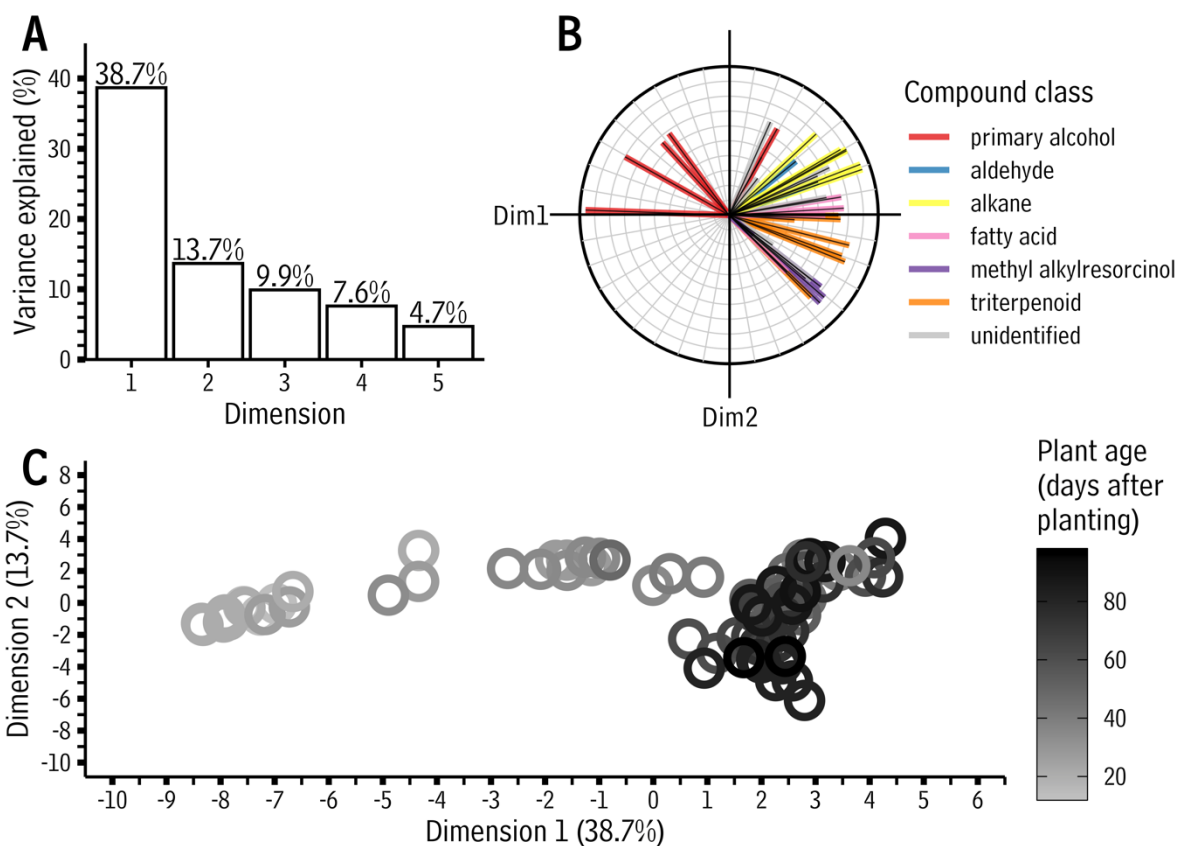 A
Variance explained (%)
40
30
20
10
0
38.7%
13.7%
9.9%
7.6%
4.7%
1 2 3 4 5
Dimension
B
Dim1
Dim2
Compound class
primary alcohol
aldehyde
alkane
fatty acid
methyl alkylresorcinol
triterpenoid
unidentified
C
Dimension 2 (13.7%)
8
6
4
2
0
-2
-4
-6
-8
-10
-10 -9 -8 -7 -6 -5 -4 -3 -2 -1 0 1 2 3 4 5 6
Dimension 1 (38.7%)
Plant age
(days after
planting)
80
60
40
20